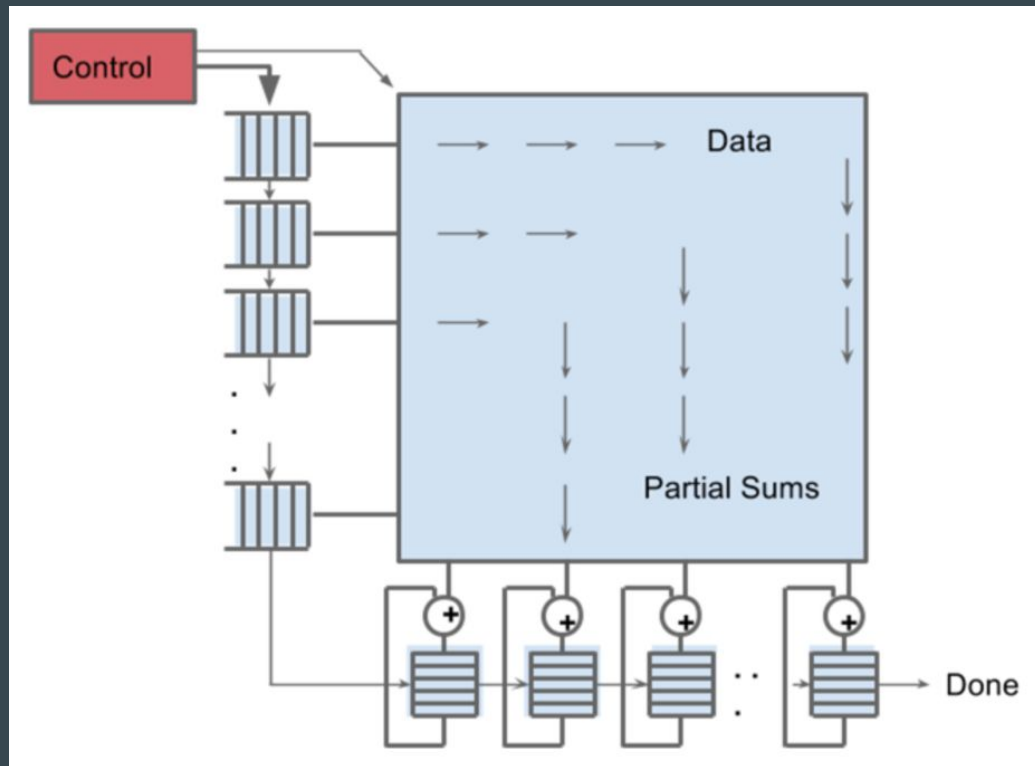 Control
Data
Partial Sums
+
+
+
+
Done